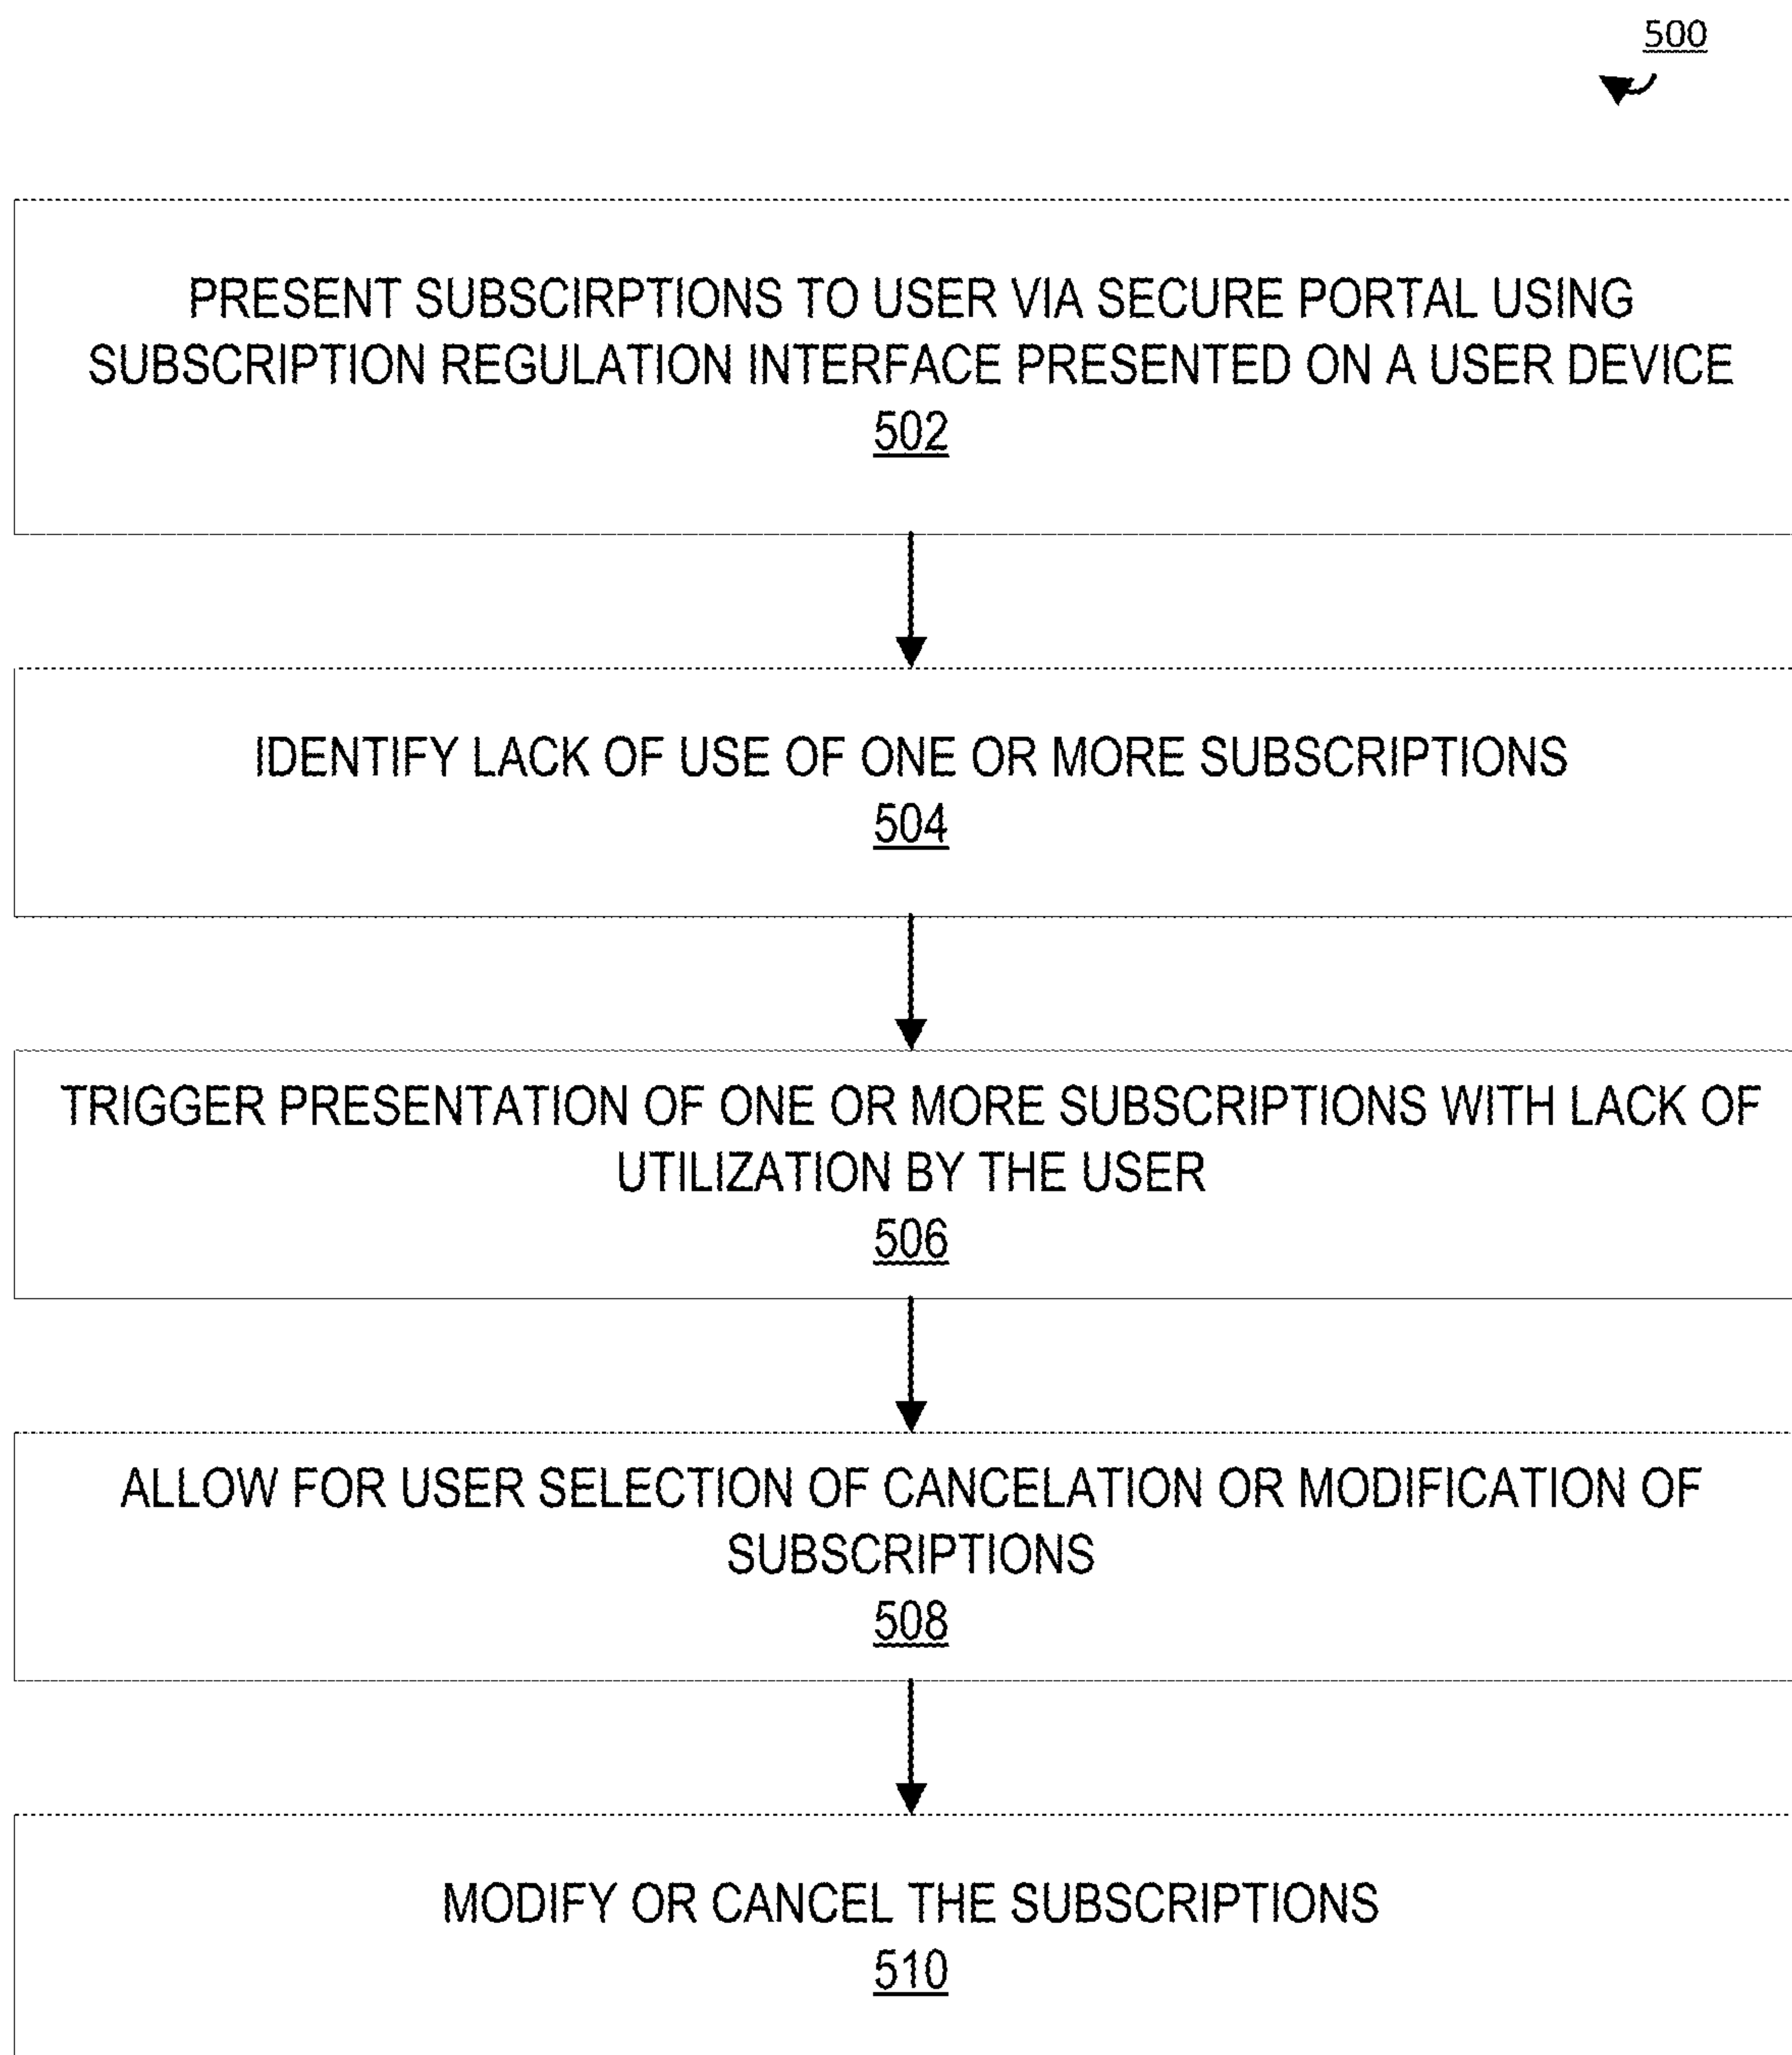 500
PRESENT SUBSCIRPTIONS TO USER VIA SECURE PORTAL USING
SUBSCRIPTION REGULATION INTERFACE PRESENTED ON A USER DEVICE
502
IDENTIFY LACK OF USE OF ONE OR MORE SUBSCRIPTIONS
504
TRIGGER PRESENTATION OF ONE OR MORE SUBSCRIPTIONS WITH LACK OF
UTILIZATION BY THE USER
506
ALLOW FOR USER SELECTION OF CANCELATION OR MODIFICATION OF
SUBSCRIPTIONS
508
MODIFY OR CANCEL THE SUBSCRIPTIONS
510